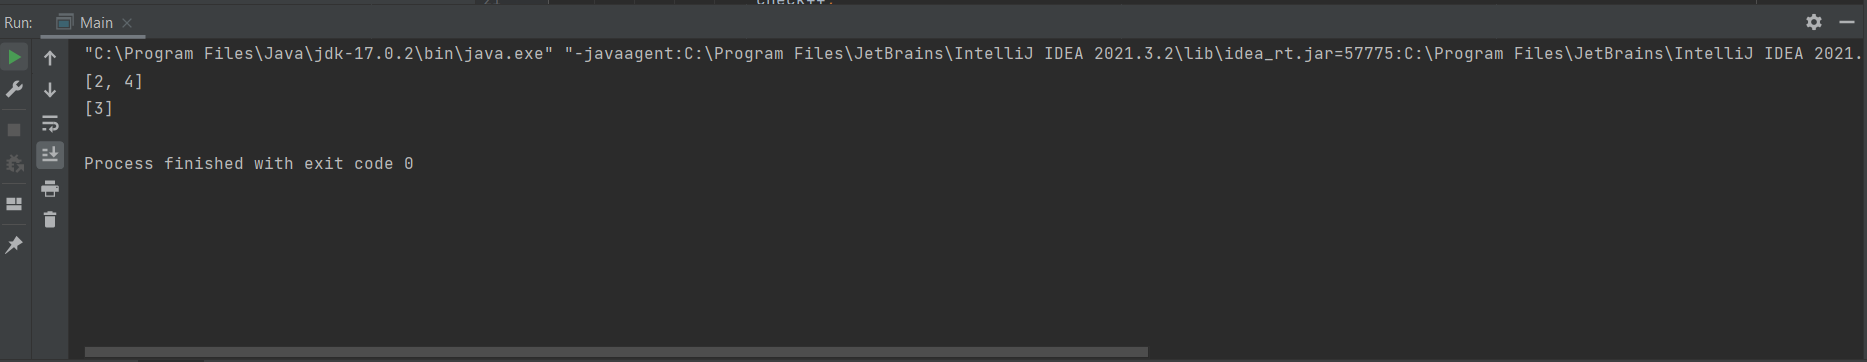 21 check++;
Run: Main
"C:\Program Files\Java\jdk-17.0.2\bin\java.exe" "-javaagent:C:\Program Files\JetBrains\IntelliJ IDEA 2021.3.2\lib\idea_rt.jar=57775:C:\Program Files\JetBrains\IntelliJ IDEA 2021.
[2, 4]
[3]
Process finished with exit code 0